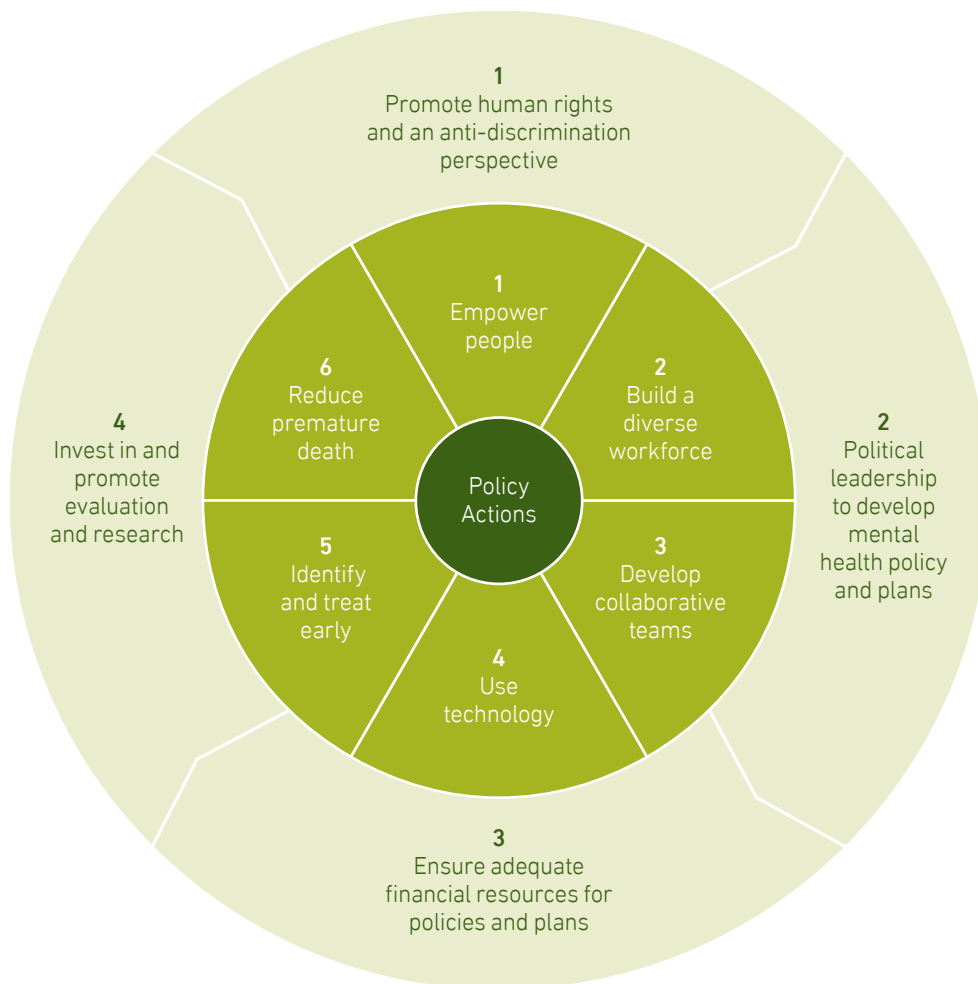 1
Promote human rights
and an anti-discrimination
perspective
2
Political
leadership
to develop
mental
health policy
and plans
3
Ensure adequate
financial resources for
policies and plans
4
Invest in and
promote
evaluation
and research
1
Empower
people
2
Build a
diverse
workforce
3
Develop
collaborative
teams
4
Use
technology
5
Identify
and treat
early
6
Reduce
premature
death
Policy
Actions